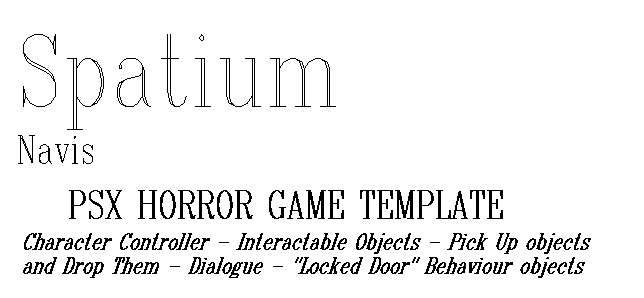 Spatium
Navis
PSX HORROR GAME TEMPLATE
Character Controller - Interactable Objects - Pick Up objects
and Drop Them - Dialogue - "Locked Door" Behaviour objects